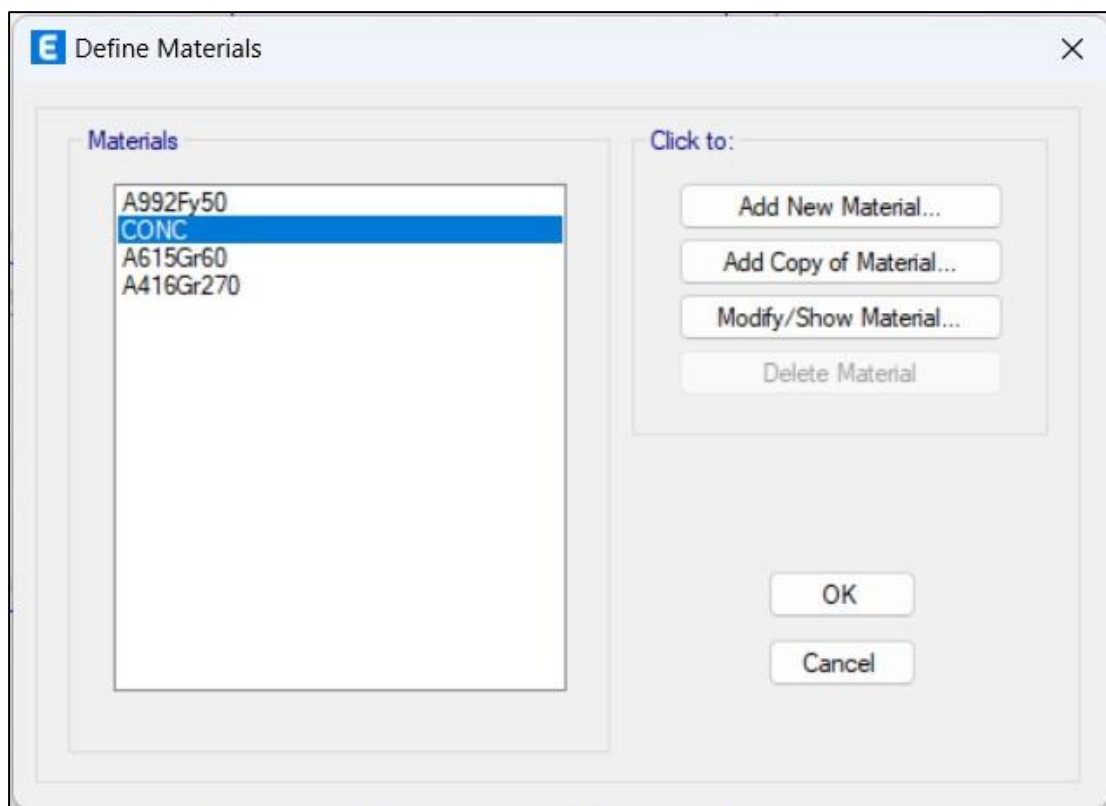 E Define Materials
Materials
A992Fy50
CONC
A615Gr60
A416Gr270
Click to:
Add New Material...
Add Copy of Material...
Modify/Show Material...
Delete Material
OK
Cancel